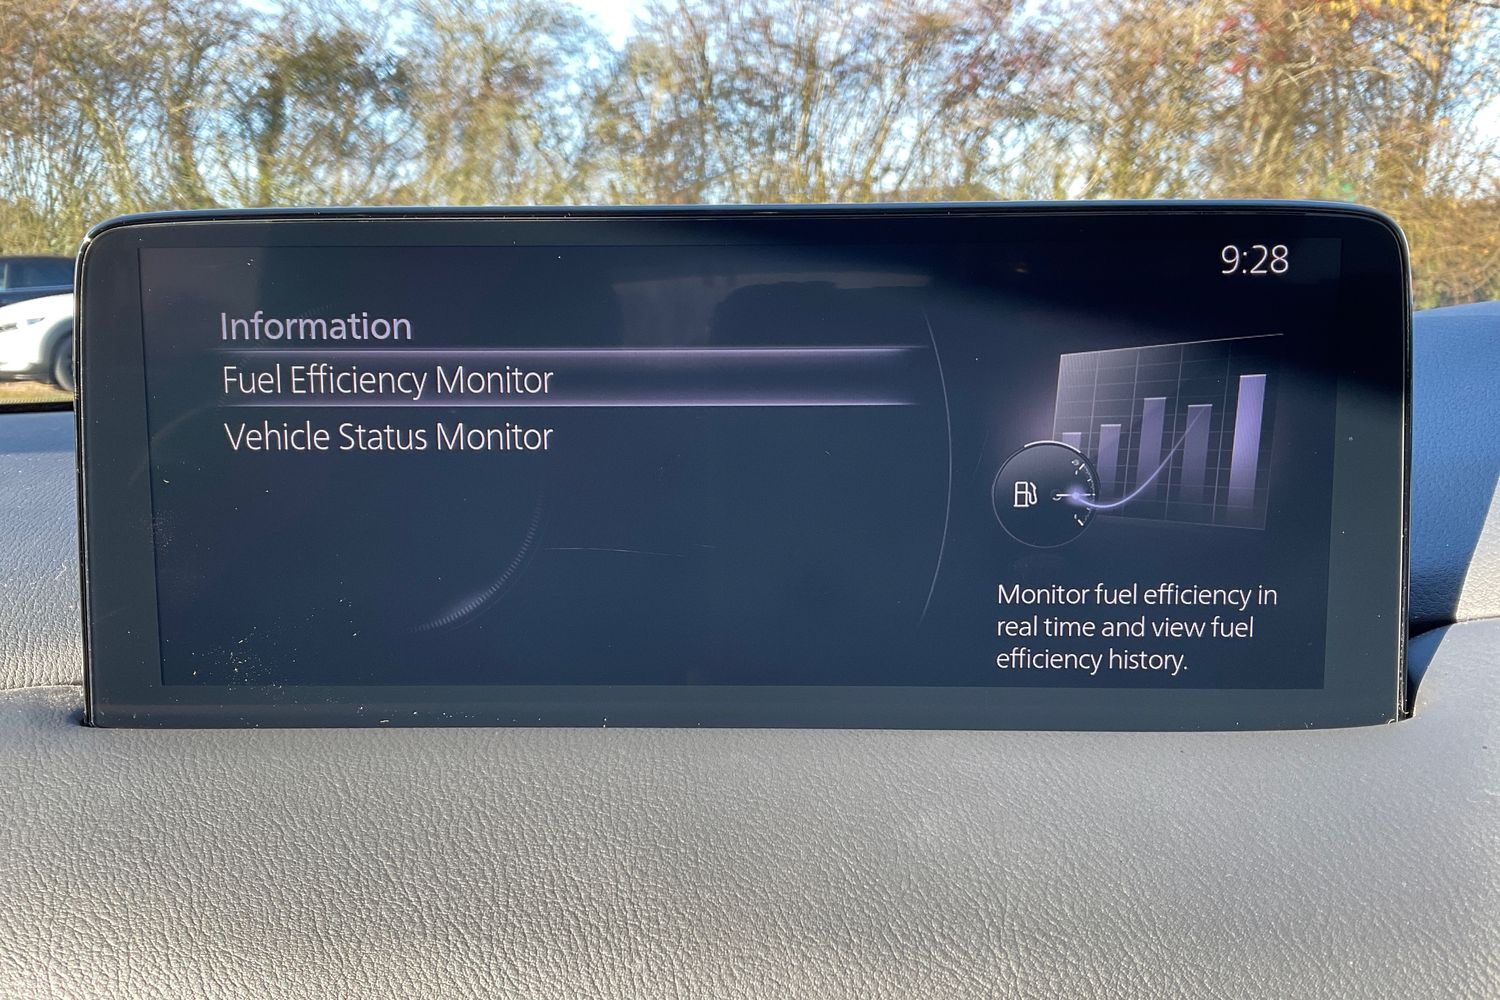 9:28
Information
Fuel Efficiency Monitor
Vehicle Status Monitor
Monitor fuel efficiency in
real time and view fuel
efficiency history.